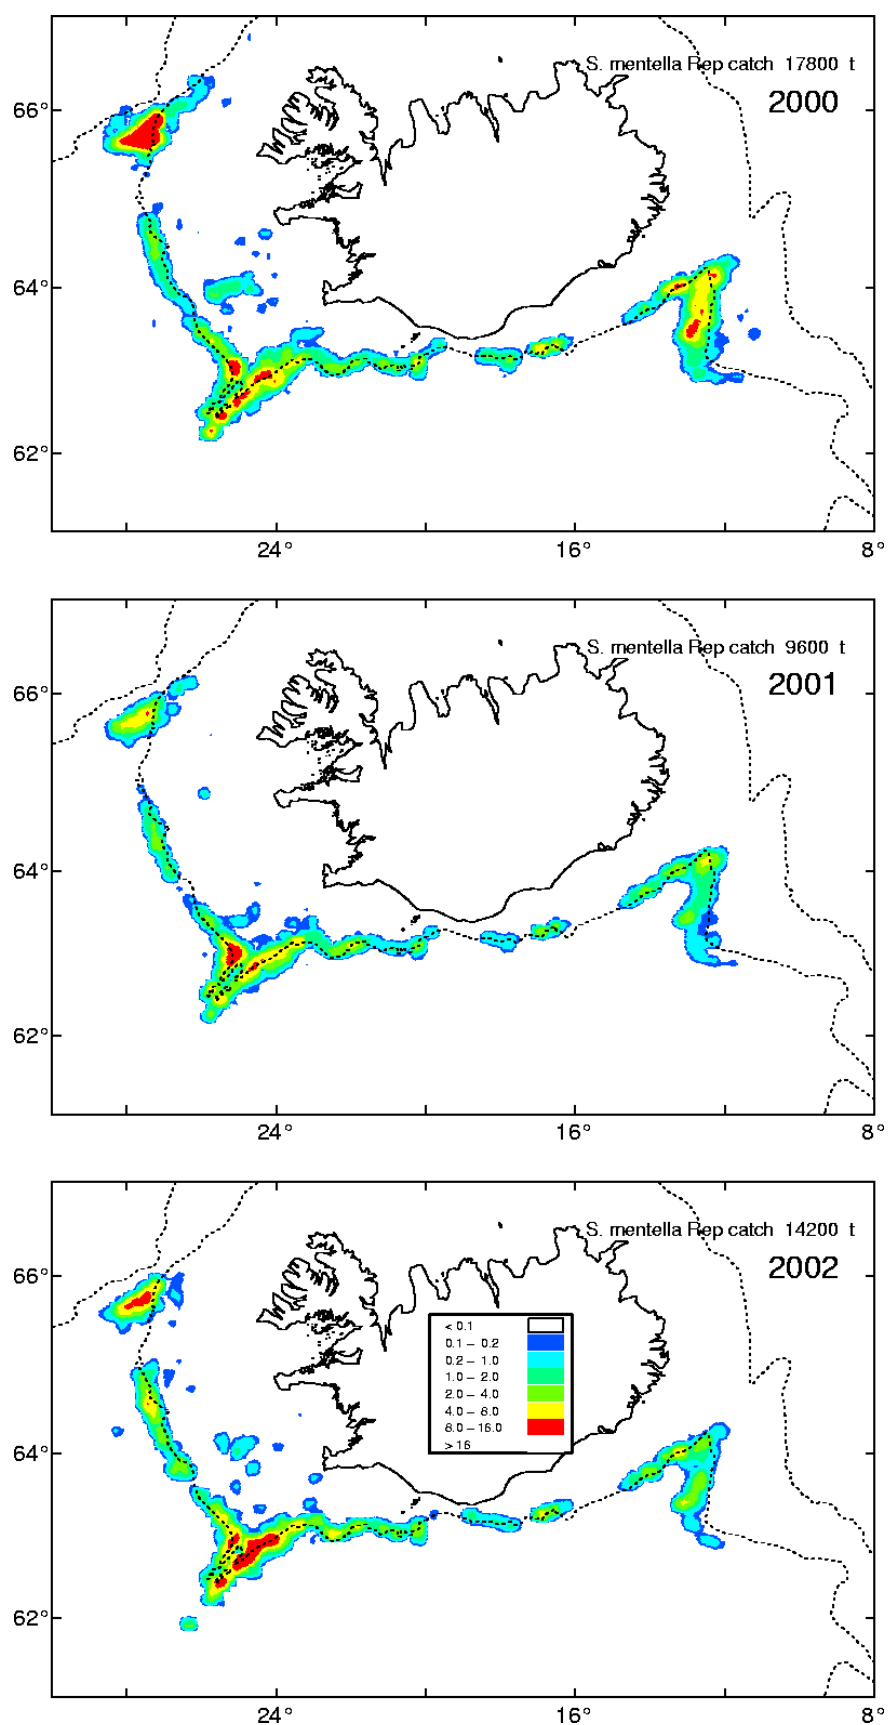 S. mentella Rep catch 17800 t
2000
66°
64°
62°
24° 16° 8°
S. mentella Rep catch 9600 t
2001
66°
64°
62°
24° 16° 8°
S. mentella Rep catch 14200 t
2002
66°
< 0.1
0.1 – 0.2
0.2 – 1.0
1.0 – 2.0
2.0 – 4.0
4.0 – 8.0
8.0 – 16.0
> 16
64°
62°
24° 16° 8°